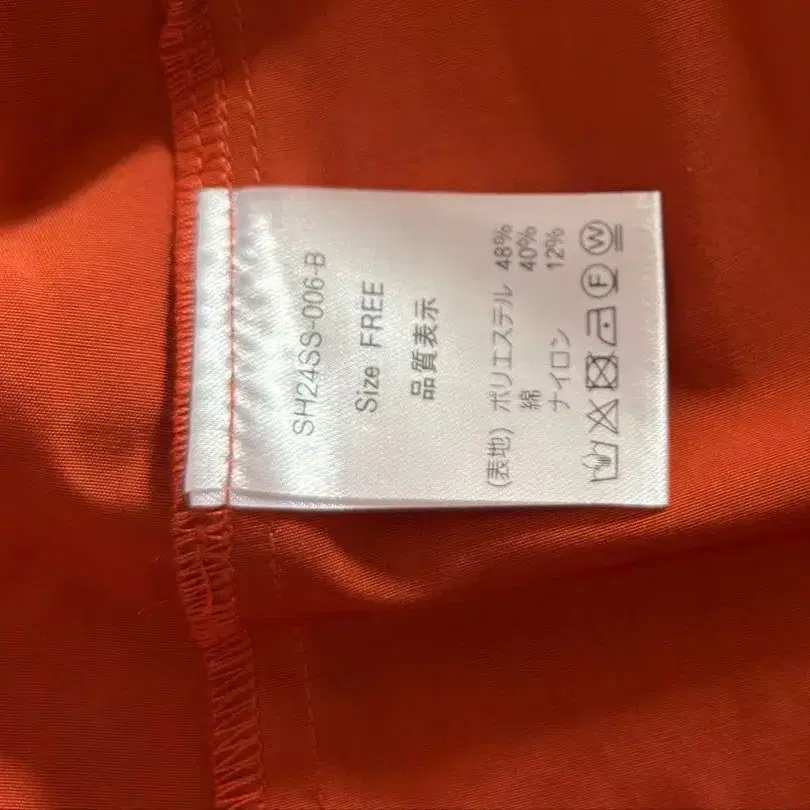 SH24SS-006-B
Size FREE
品質表示
(表地) ポリエステル 48%
綿 40%
ナイロン 12%
F W